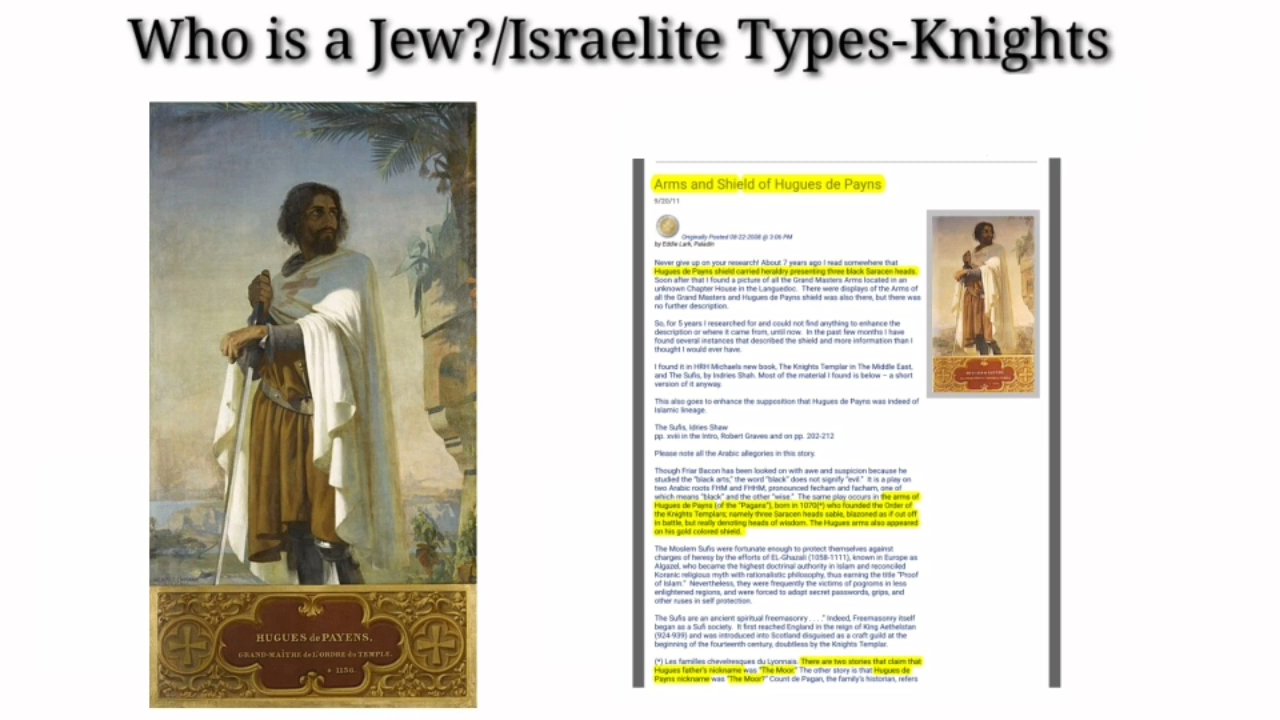 Who is a Jew?/Israelite Types-Knights
HUGUES de PAYENS,
GRAND-MAÎTRE de L'ORDRE du TEMPLE.
+ 1136.
Arms and Shield of Hugues de Payns
9/20/11
Originally Posted 08-22-2008 @ 3:06 PM
by Eddie Lark, Paladin
Never give up on your research! About 7 years ago I read somewhere that
Hugues de Payns shield carried heraldry presenting three black Saracen heads.
Soon after that I found a picture of all the Grand Masters Arms located in an
unknown Chapter House in the Languedoc. There were displays of the Arms of
all the Grand Masters and Hugues de Payns shield was also there, but there was
no further description.
So, for 5 years I researched for and could not find anything to enhance the
description or where it came from, until now. In the past few months I have
found several instances that described the shield and more information than I
thought I would ever have.
I found it in HRH Michaels new book, The Knights Templar in The Middle East,
and The Sufis, by Indries Shah. Most of the material I found is below – a short
version of it anyway.
This also goes to enhance the supposition that Hugues de Payns was indeed of
Islamic lineage.
The Sufis, Idries Shaw
pp. xviii in the Intro, Robert Graves and on pp. 202-212
Please note all the Arabic allegories in this story.
Though Friar Bacon has been looked on with awe and suspicion because he
studied the "black arts," the word "black" does not signify "evil." It is a play on
two Arabic roots FHM and FHHM, pronounced fecham and facham, one of
which means "black" and the other "wise." The same play occurs in the arms of
Hugues de Payns (of the "Pagans"), born in 1070(*) who founded the Order of
the Knights Templars; namely three Saracen heads sable, blazoned as if cut off
in battle, but really denoting heads of wisdom. The Hugues arms also appeared
on his gold colored shield.
The Moslem Sufis were fortunate enough to protect themselves against
charges of heresy by the efforts of EL-Ghazali (1058-1111), known in Europe as
Algazel, who became the highest doctrinal authority in Islam and reconciled
Koranic religious myth with rationalistic philosophy, thus earning the title "Proof
of Islam." Nevertheless, they were frequently the victims of pogroms in less
enlightened regions, and were forced to adopt secret passwords, grips, and
other ruses in self protection.
The Sufis are an ancient spiritual freemasonry . . . ." Indeed, Freemasonry itself
began as a Sufi society. It first reached England in the reign of King Aethelstan
(924-939) and was introduced into Scotland disguised as a craft guild at the
beginning of the fourteenth century, doubtless by the Knights Templar.
(*) Les familles chevelresques du Lyonnais. There are two stories that claim that
Hugues father's nickname was "The Moor." The other story is that Hugues de
Payns nickname was "The Moor?" Count de Pagan, the family's historian, refers